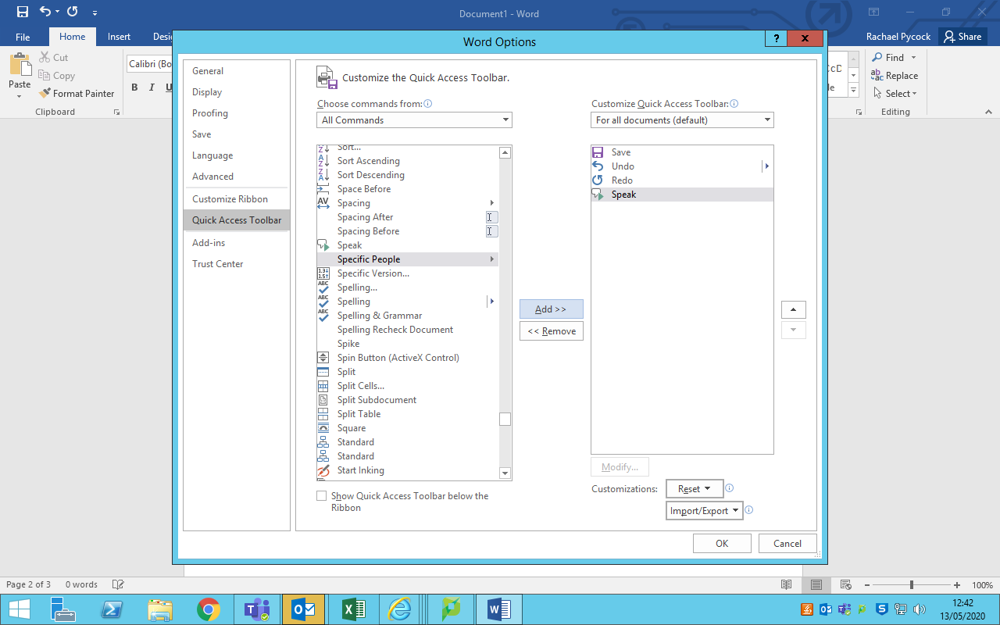 Document1 - Word
File
Home
Insert
Rachael Pycock
Share
Paste
Cut
Copy
Format Painter
Clipboard
Calibri (Bo
B I U
Find
Replace
Select
Editing
Word Options
General
Display
Proofing
Save
Language
Advanced
Customize Ribbon
Quick Access Toolbar
Add-ins
Trust Center
Customize the Quick Access Toolbar.
Choose commands from:
All Commands
Sort...
Sort Ascending
Sort Descending
Space Before
Spacing
Spacing After
Spacing Before
Speak
Specific People
Specific Version...
Spelling...
Spelling
Spelling & Grammar
Spelling Recheck Document
Spike
Spin Button (ActiveX Control)
Split
Split Cells...
Split Subdocument
Split Table
Square
Standard
Standard
Start Inking
Show Quick Access Toolbar below the
Ribbon
Add >>
<< Remove
Customize Quick Access Toolbar:
For all documents (default)
Save
Undo
Redo
Speak
Modify...
Customizations:
Reset
Import/Export
OK
Cancel
Page 2 of 3
0 words
100%
12:42
13/05/2020